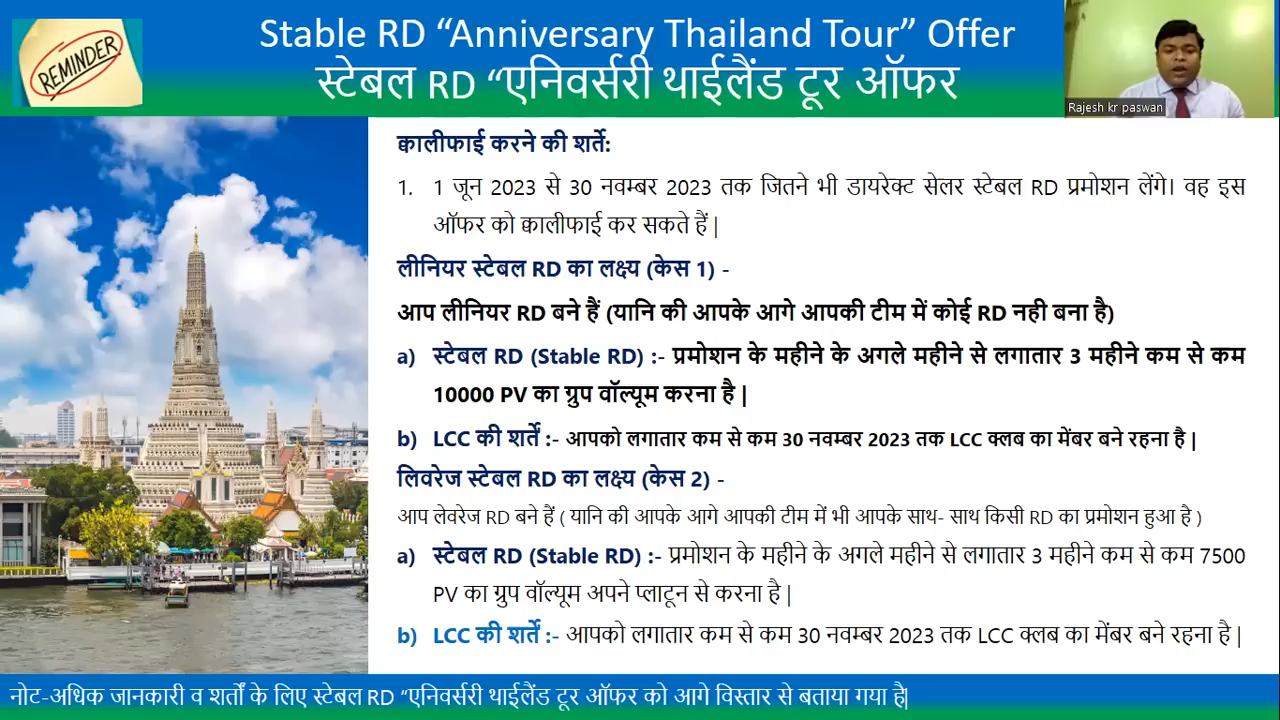 REMINDER
Stable RD “Anniversary Thailand Tour” Offer
स्टेबल RD “एनिवर्सरी थाईलैंड टूर ऑफर
Rajesh kr paswan
क्वालीफाई करने की शर्ते:
1. 1 जून 2023 से 30 नवम्बर 2023 तक जितने भी डायरेक्ट सेलर स्टेबल RD प्रमोशन लेंगे। वह इस
ऑफर को क्वालीफाई कर सकते हैं |
लीनियर स्टेबल RD का लक्ष्य (केस 1) -
आप लीनियर RD बने हैं (यानि की आपके आगे आपकी टीम में कोई RD नही बना है)
a) स्टेबल RD (Stable RD) :- प्रमोशन के महीने के अगले महीने से लगातार 3 महीने कम से कम
10000 PV का ग्रुप वॉल्यूम करना है |
b) LCC की शर्तें :- आपको लगातार कम से कम 30 नवम्बर 2023 तक LCC क्लब का मेंबर बने रहना है |
लिवरेज स्टेबल RD का लक्ष्य (केस 2) -
आप लेवरेज RD बने हैं ( यानि की आपके आगे आपकी टीम में भी आपके साथ- साथ किसी RD का प्रमोशन हुआ है )
a) स्टेबल RD (Stable RD) :- प्रमोशन के महीने के अगले महीने से लगातार 3 महीने कम से कम 7500
PV का ग्रुप वॉल्यूम अपने प्लाटून से करना है |
b) LCC की शर्तें :- आपको लगातार कम से कम 30 नवम्बर 2023 तक LCC क्लब का मेंबर बने रहना है |
नोट-अधिक जानकारी व शर्तों के लिए स्टेबल RD “एनिवर्सरी थाईलैंड टूर ऑफर को आगे विस्तार से बताया गया है|